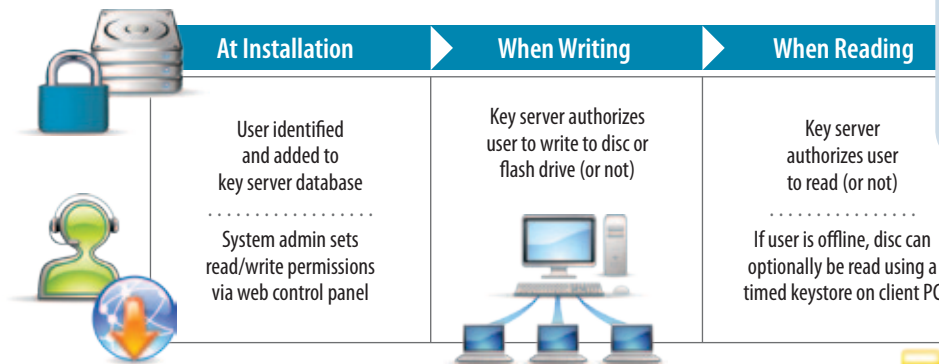 At Installation
When Writing
When Reading
User identified
and added to
key server database
System admin sets
read/write permissions
via web control panel
Key server authorizes
user to write to disc or
flash drive (or not)
Key server
authorizes user
to read (or not)
If user is offline, disc can
optionally be read using a
timed keystore on client PC